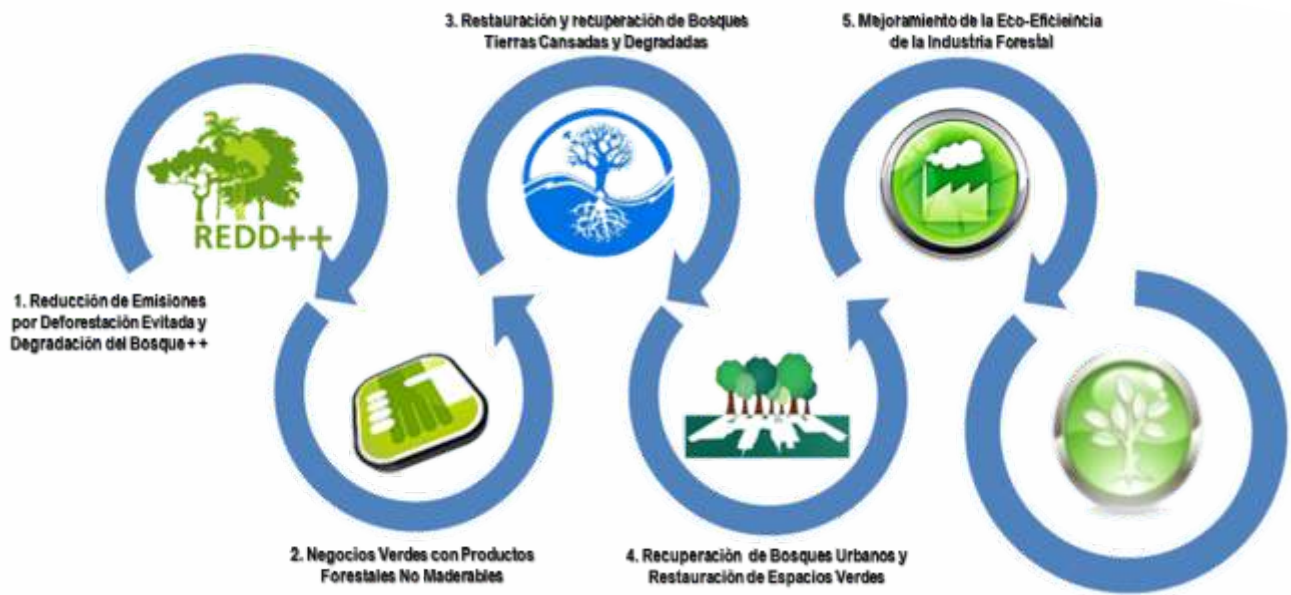 1. Reducción de Emisiones
por Deforestación Evitada y
Degradación del Bosque++
REDD++
2. Negocios Verdes con Productos
Forestales No Maderables
3. Restauración y recuperación de Bosques
Tierras Cansadas y Degradadas
4. Recuperación de Bosques Urbanos y
Restauración de Espacios Verdes
5. Mejoramiento de la Eco-Eficieincia
de la Industria Forestal